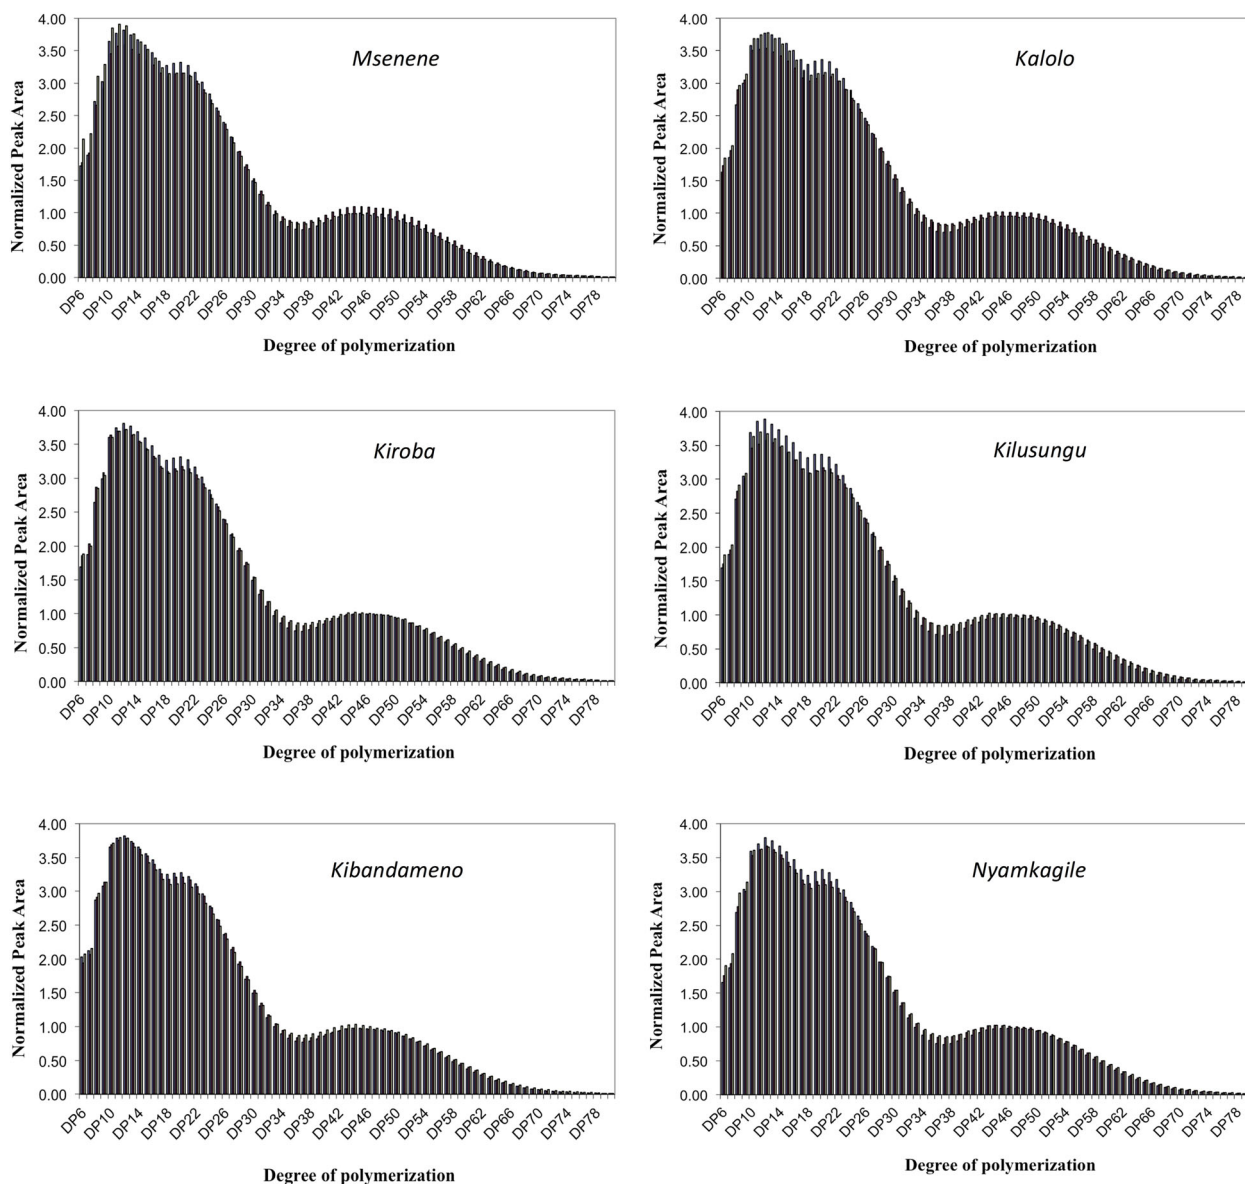 Msenene
Normalized Peak Area
4.00
3.50
3.00
2.50
2.00
1.50
1.00
0.50
0.00
DP6 DP10 DP14 DP18 DP22 DP26 DP30 DP34 DP38 DP42 DP46 DP50 DP54 DP58 DP62 DP66 DP70 DP74 DP78
Degree of polymerization
Kalolo
Normalized Peak Area
4.00
3.50
3.00
2.50
2.00
1.50
1.00
0.50
0.00
DP6 DP10 DP14 DP18 DP22 DP26 DP30 DP34 DP38 DP42 DP46 DP50 DP54 DP58 DP62 DP66 DP70 DP74 DP78
Degree of polymerization
Kiroba
Normalized Peak Area
4.00
3.50
3.00
2.50
2.00
1.50
1.00
0.50
0.00
DP6 DP10 DP14 DP18 DP22 DP26 DP30 DP34 DP38 DP42 DP46 DP50 DP54 DP58 DP62 DP66 DP70 DP74 DP78
Degree of polymerization
Kilusungu
Normalized Peak Area
4.00
3.50
3.00
2.50
2.00
1.50
1.00
0.50
0.00
DP6 DP10 DP14 DP18 DP22 DP26 DP30 DP34 DP38 DP42 DP46 DP50 DP54 DP58 DP62 DP66 DP70 DP74 DP78
Degree of polymerization
Kibandameno
Normalized Peak Area
4.00
3.50
3.00
2.50
2.00
1.50
1.00
0.50
0.00
DP6 DP10 DP14 DP18 DP22 DP26 DP30 DP34 DP38 DP42 DP46 DP50 DP54 DP58 DP62 DP66 DP70 DP74 DP78
Degree of polymerization
Nyamkagile
Normalized Peak Area
4.00
3.50
3.00
2.50
2.00
1.50
1.00
0.50
0.00
DP6 DP10 DP14 DP18 DP22 DP26 DP30 DP34 DP38 DP42 DP46 DP50 DP54 DP58 DP62 DP66 DP70 DP74 DP78
Degree of polymerization